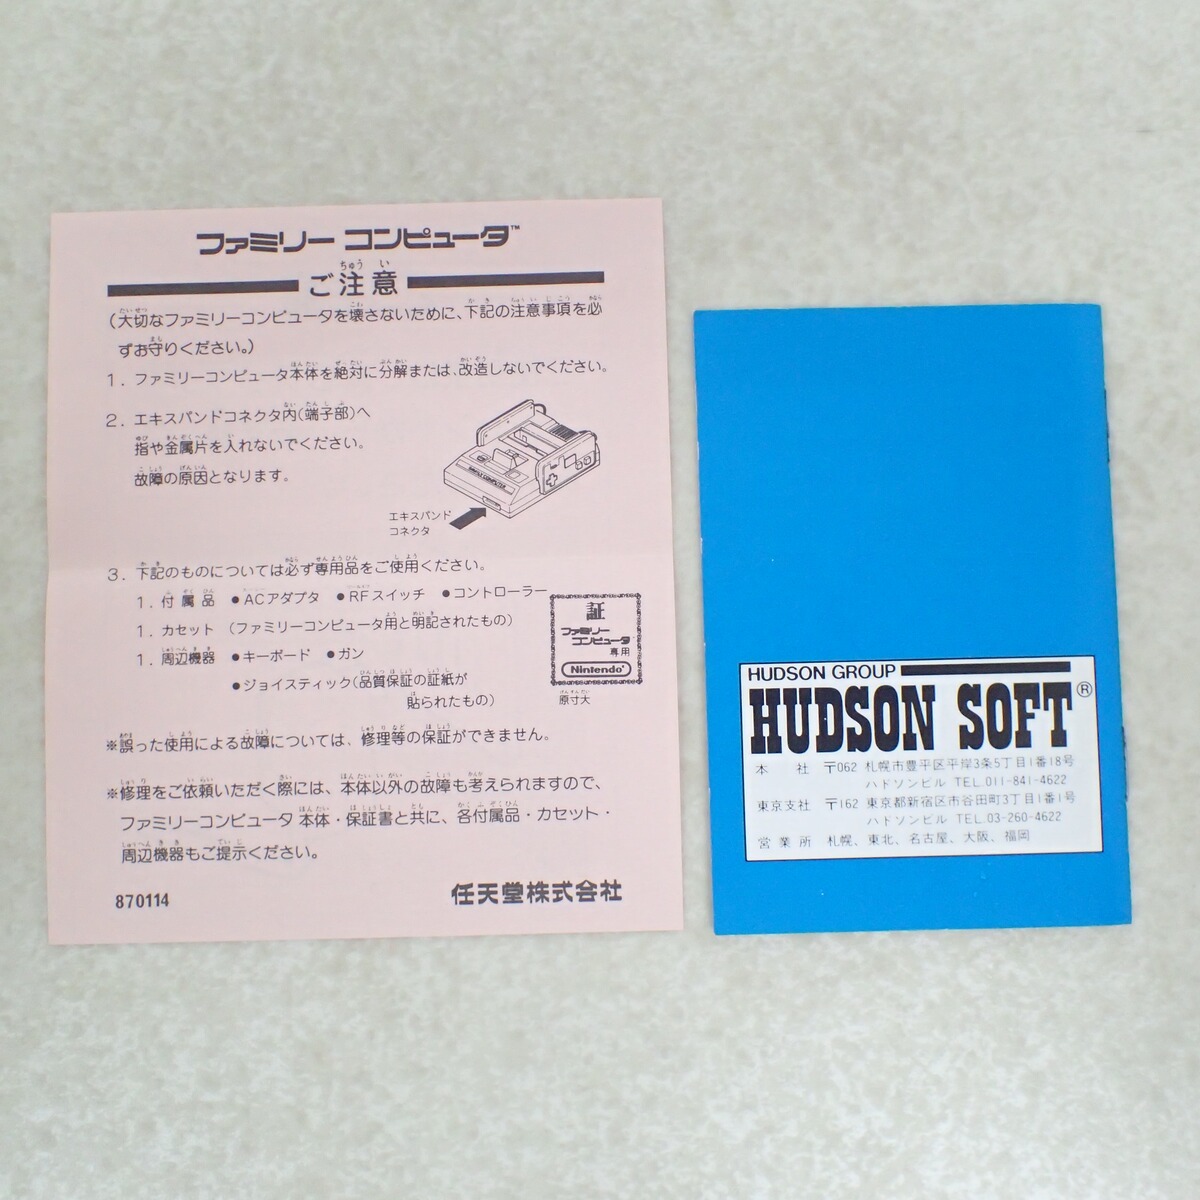 ファミリー コンピュータ™
ご注意
(大切なファミリーコンピュータを壊さないために、下記の注意事項を必
ずお守りください。)
1. ファミリーコンピュータ本体を絶対に分解または、改造しないでください。
2. エキスパンドコネクタ内(端子部)へ
指や金属片を入れないでください。
故障の原因となります。
FAMILY COMPUTER
エキスパンド
コネクタ
3. 下記のものについては必ず専用品をご使用ください。
1. 付属品 ●ACアダプタ ●RFスイッチ ●コントローラー
1. カセット (ファミリーコンピュータ用と明記されたもの)
1. 周辺機器 ●キーボード ●ガン
●ジョイスティック(品質保証の証紙が
貼られたもの)
証
ファミリー
コンピュータ
専用
Nintendo
原寸大
※誤った使用による故障については、修理等の保証ができません。
※修理をご依頼いただく際には、本体以外の故障も考えられますので、
ファミリーコンピュータ本体・保証書と共に、各付属品・カセット・
周辺機器もご提示ください。
870114
任天堂株式会社
HUDSON GROUP
HUDSON SOFT®
本社 〒062 札幌市豊平区平岸3条5丁目1番18号
ハドソンビル TEL.011-841-4622
東京支社 〒162 東京都新宿区市谷田町3丁目1番1号
ハドソンビル TEL.03-260-4622
営業所 札幌、東北、名古屋、大阪、福岡